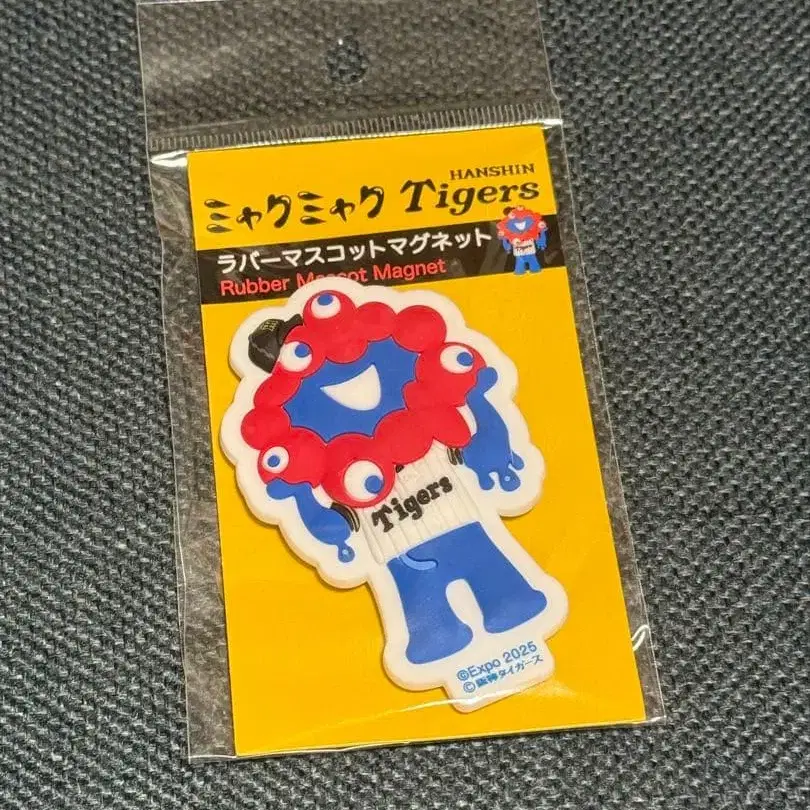 HANSHIN
ミャクミャク Tigers
ラバーマスコットマグネット
Rubber Mascot Magnet
Tigers
©Expo 2025
©阪神タイガース